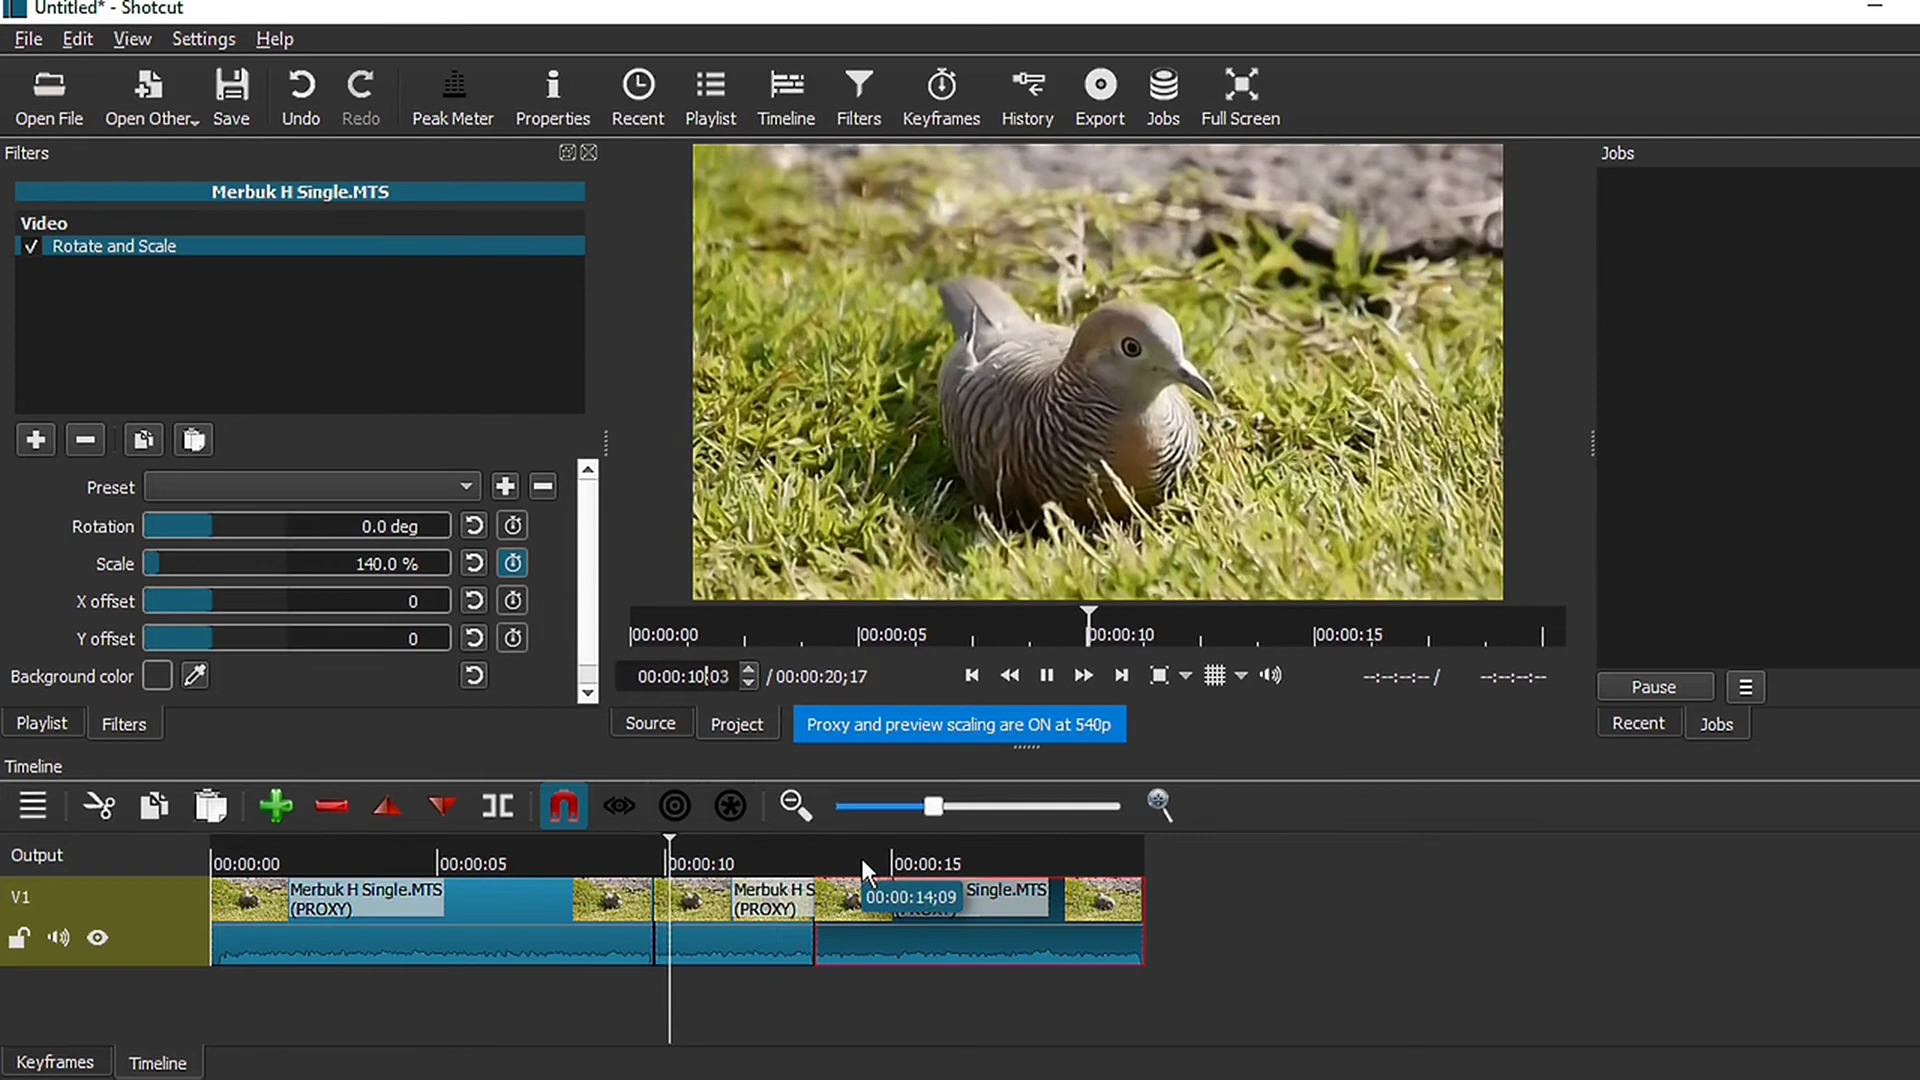 Untitled* - Shotcut
File Edit View Settings Help
Open File Open Other... Save Undo Redo Peak Meter Properties Recent Playlist Timeline Filters Keyframes History Export Jobs Full Screen
Filters
Merbuk H Single.MTS
Video
Rotate and Scale
Preset
Rotation 0.0 deg
Scale 140.0 %
X offset 0
Y offset 0
Background color
Playlist Filters
00:00:00 00:00:05 00:00:10 00:00:15
00:00:10;03 / 00:00:20;17 --:--:--:-- / --:--:--:--
Source Project Proxy and preview scaling are ON at 540p
Jobs
Pause
Recent Jobs
Timeline
Output 00:00:00 00:00:05 00:00:10 00:00:15
V1
Merbuk H Single.MTS
(PROXY)
Merbuk H S
(PROXY)
Single.MTS
00:00:14;09
Keyframes Timeline